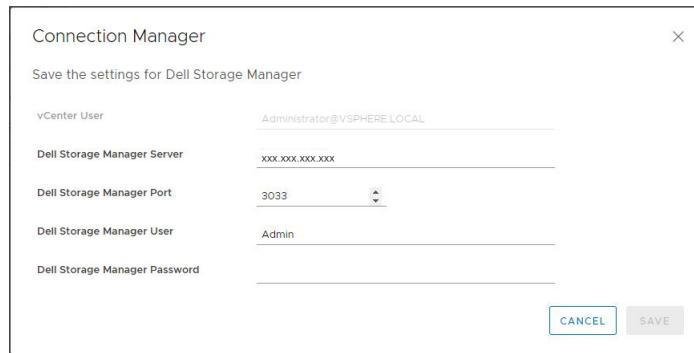 Connection Manager
Save the settings for Dell Storage Manager
vCenter User Administrator@VSPHERE.LOCAL
Dell Storage Manager Server xxx.xxx.xxx.xxx
Dell Storage Manager Port 3033
Dell Storage Manager User Admin
Dell Storage Manager Password
CANCEL SAVE